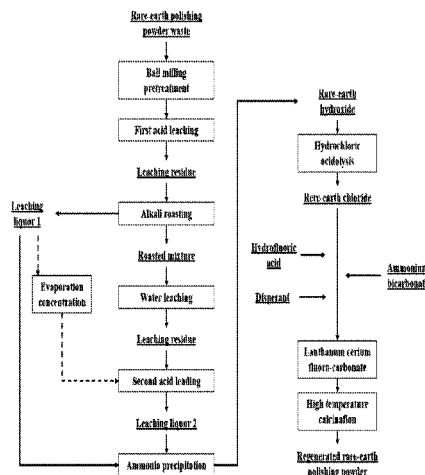 Rare-earth polishing
powder waste
Ball milling
pretreatment
First acid leaching
Leaching residue
Leaching
liquor 1
Alkali roasting
Roasted mixture
Evaporation
concentration
Water leaching
Leaching residue
Second acid leading
Leaching liquor 2
Ammonia precipitation
Rare-earth
hydroxide
Hydrochloric
acidolysis
Rare-earth chloride
Hydrofluoric
acid
Ammonium
bicarbonat
Disperant
Lanthanum cerium
fluoro-carbonate
High temperature
calcination
Regenerated rare-earth
polishing powder